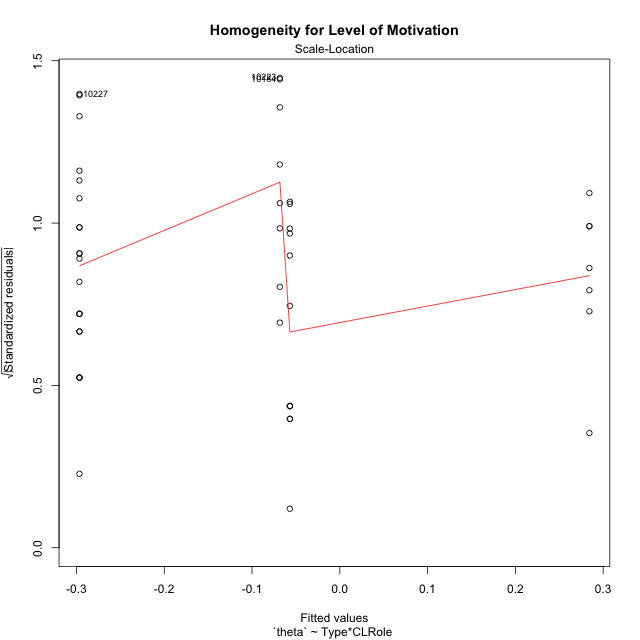 Homogeneity for Level of Motivation
Scale-Location
1.5
1.0
0.5
0.0
√|Standardized residuals|
10227
-0.3
-0.2
-0.1
0.0
0.1
0.2
0.3
Fitted values
`theta` ~ Type*CLRole